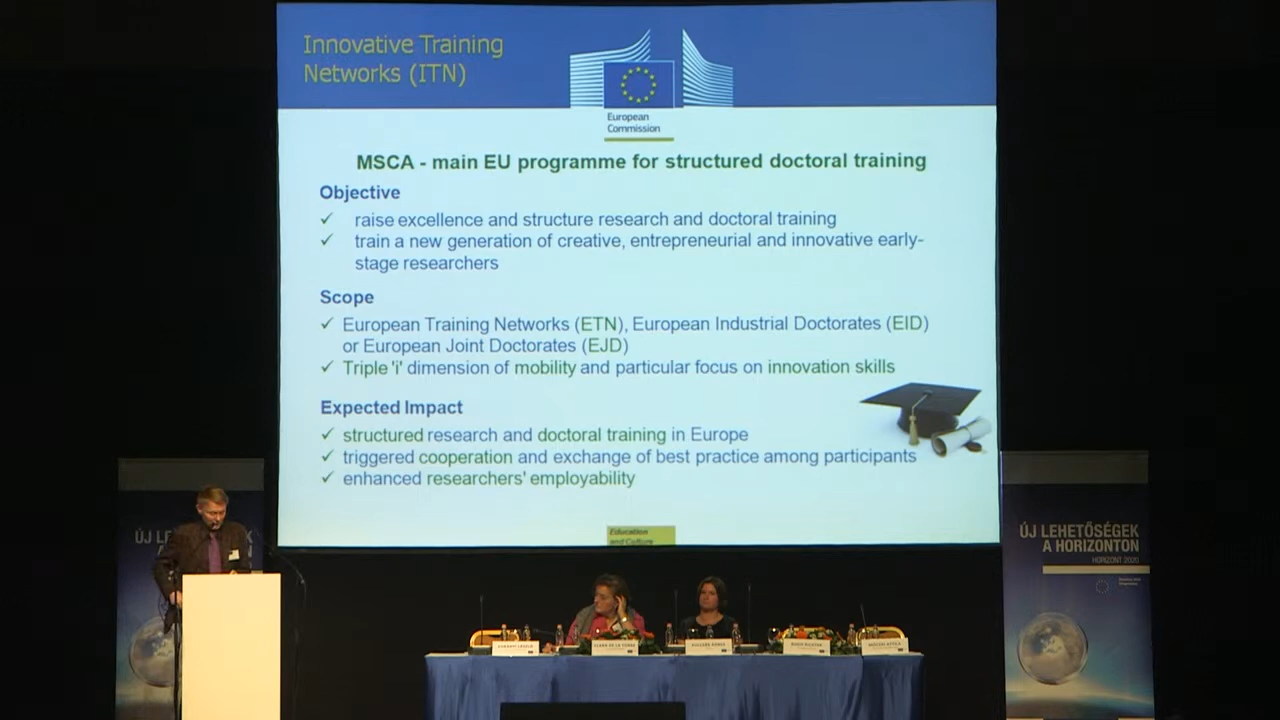 Innovative Training
Networks (ITN)
European
Commission
MSCA - main EU programme for structured doctoral training
Objective
✓ raise excellence and structure research and doctoral training
✓ train a new generation of creative, entrepreneurial and innovative early-
stage researchers
Scope
✓ European Training Networks (ETN), European Industrial Doctorates (EID)
or European Joint Doctorates (EJD)
✓ Triple 'i' dimension of mobility and particular focus on innovation skills
Expected Impact
✓ structured research and doctoral training in Europe
✓ triggered cooperation and exchange of best practice among participants
✓ enhanced researchers' employability
Education
and Culture
ÚJ LE
A
ÚJ LEHETŐSÉGEK
A HORIZONTON
HORIZONT 2020